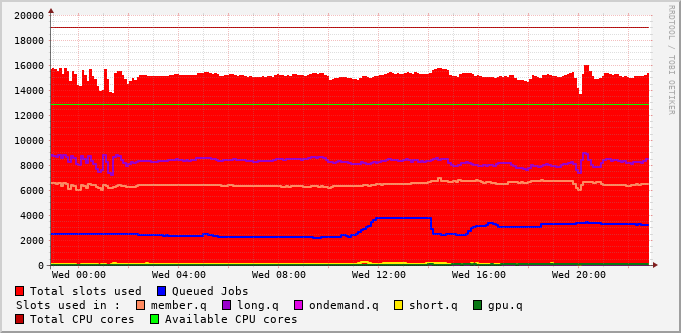 20000
18000
16000
14000
12000
10000
8000
6000
4000
2000
0
Wed 00:00 Wed 04:00 Wed 08:00 Wed 12:00 Wed 16:00 Wed 20:00
RRDTOOL / TOBI OETIKER
Total slots used Queued Jobs
Slots used in : member.q long.q ondemand.q short.q gpu.q
Total CPU cores Available CPU cores